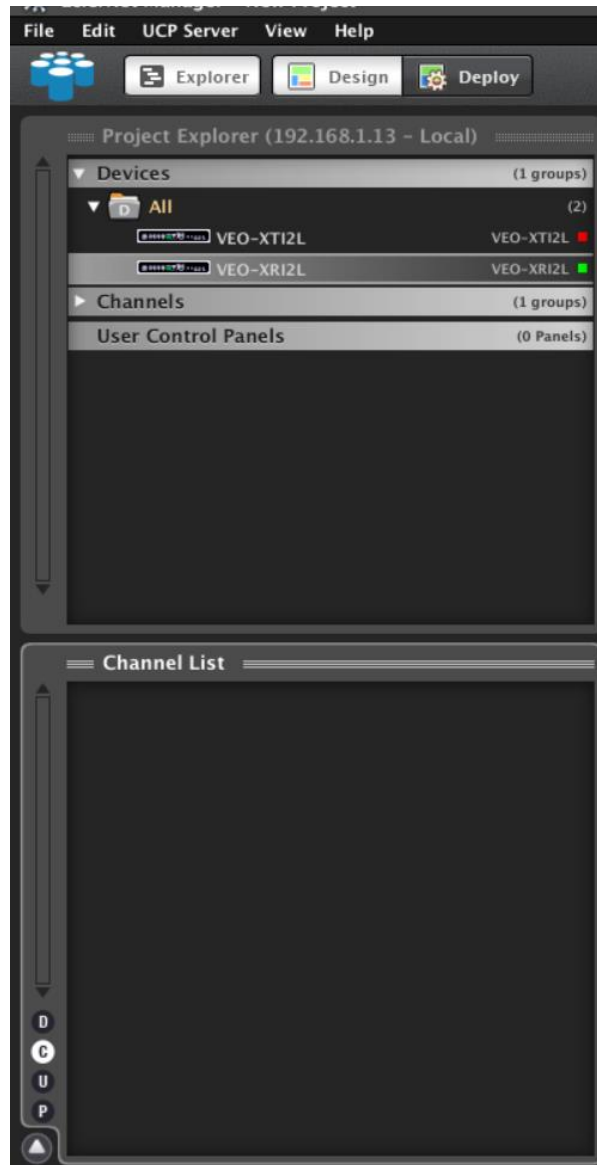 File Edit UCP Server View Help
Explorer Design Deploy
Project Explorer (192.168.1.13 - Local)
Devices (1 groups)
D All (2)
VEO-XTI2L VEO-XTI2L
VEO-XRI2L VEO-XRI2L
Channels (1 groups)
User Control Panels (0 Panels)
Channel List
D
C
U
P